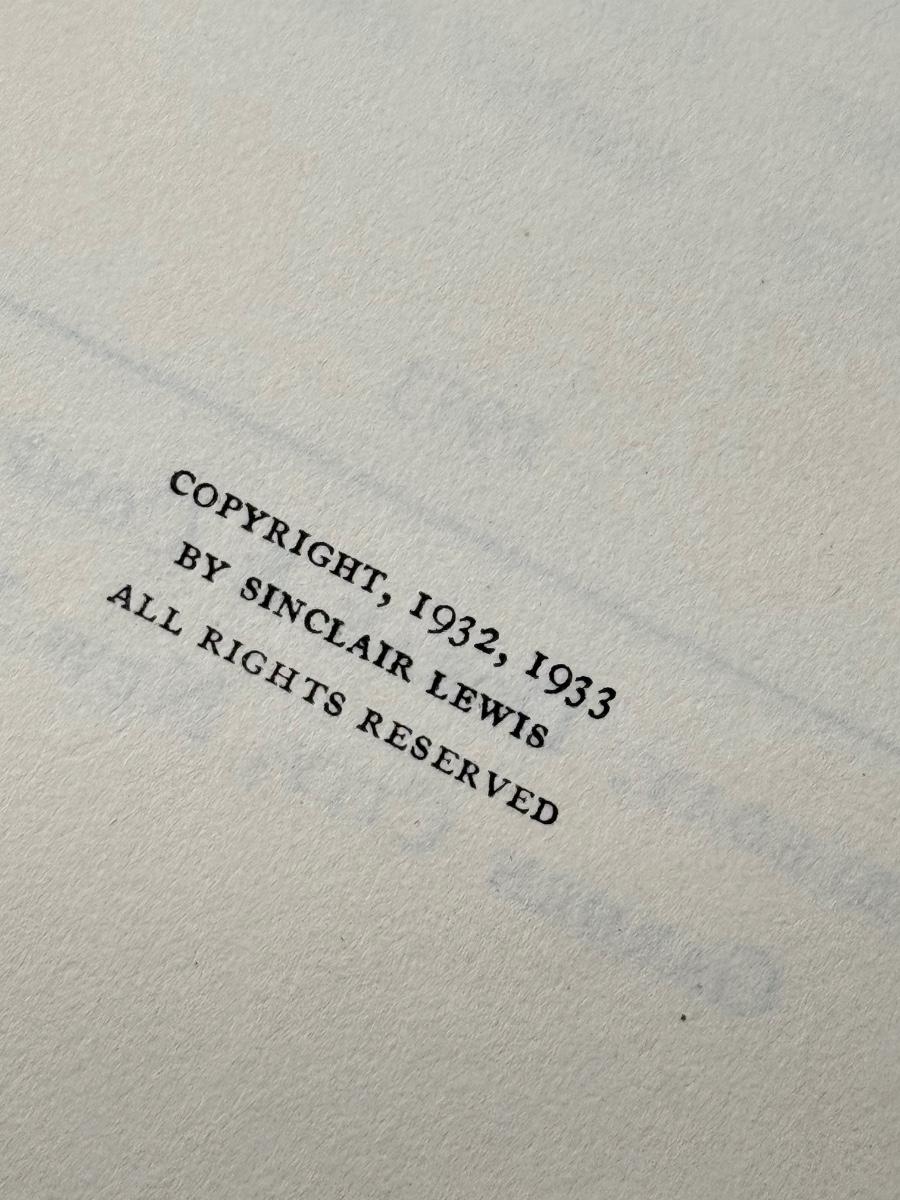 COPYRIGHT, 1932, 1933
BY SINCLAIR LEWIS
ALL RIGHTS RESERVED